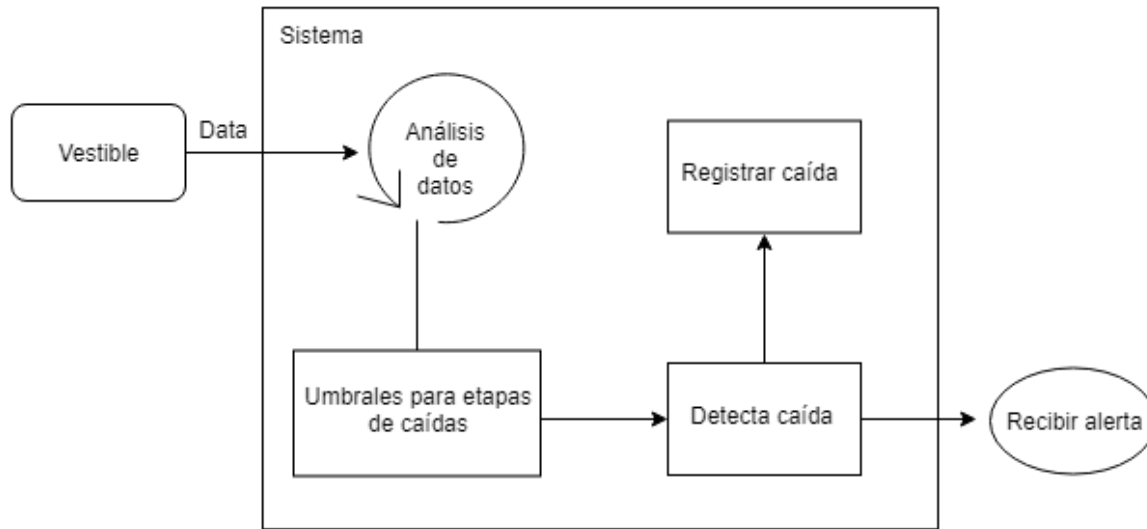 Sistema
Vestible
Data
Análisis
de
datos
Registrar caída
Umbrales para etapas
de caídas
Detecta caída
Recibir alerta